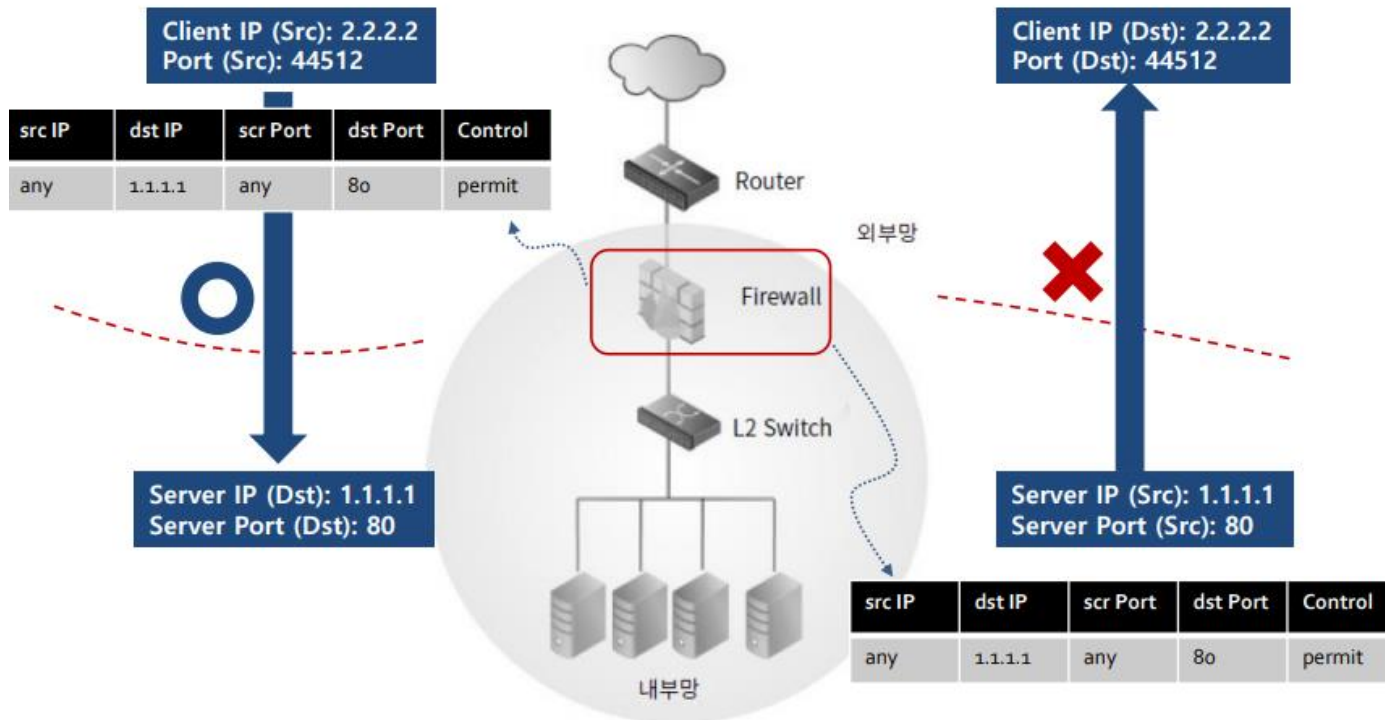 Client IP (Src): 2.2.2.2
Port (Src): 44512
src IP dst IP scr Port dst Port Control
any 1.1.1.1 any 80 permit
Router
외부망
Firewall
L2 Switch
내부망
Server IP (Dst): 1.1.1.1
Server Port (Dst): 80
Client IP (Dst): 2.2.2.2
Port (Dst): 44512
Server IP (Src): 1.1.1.1
Server Port (Src): 80
src IP dst IP scr Port dst Port Control
any 1.1.1.1 any 80 permit